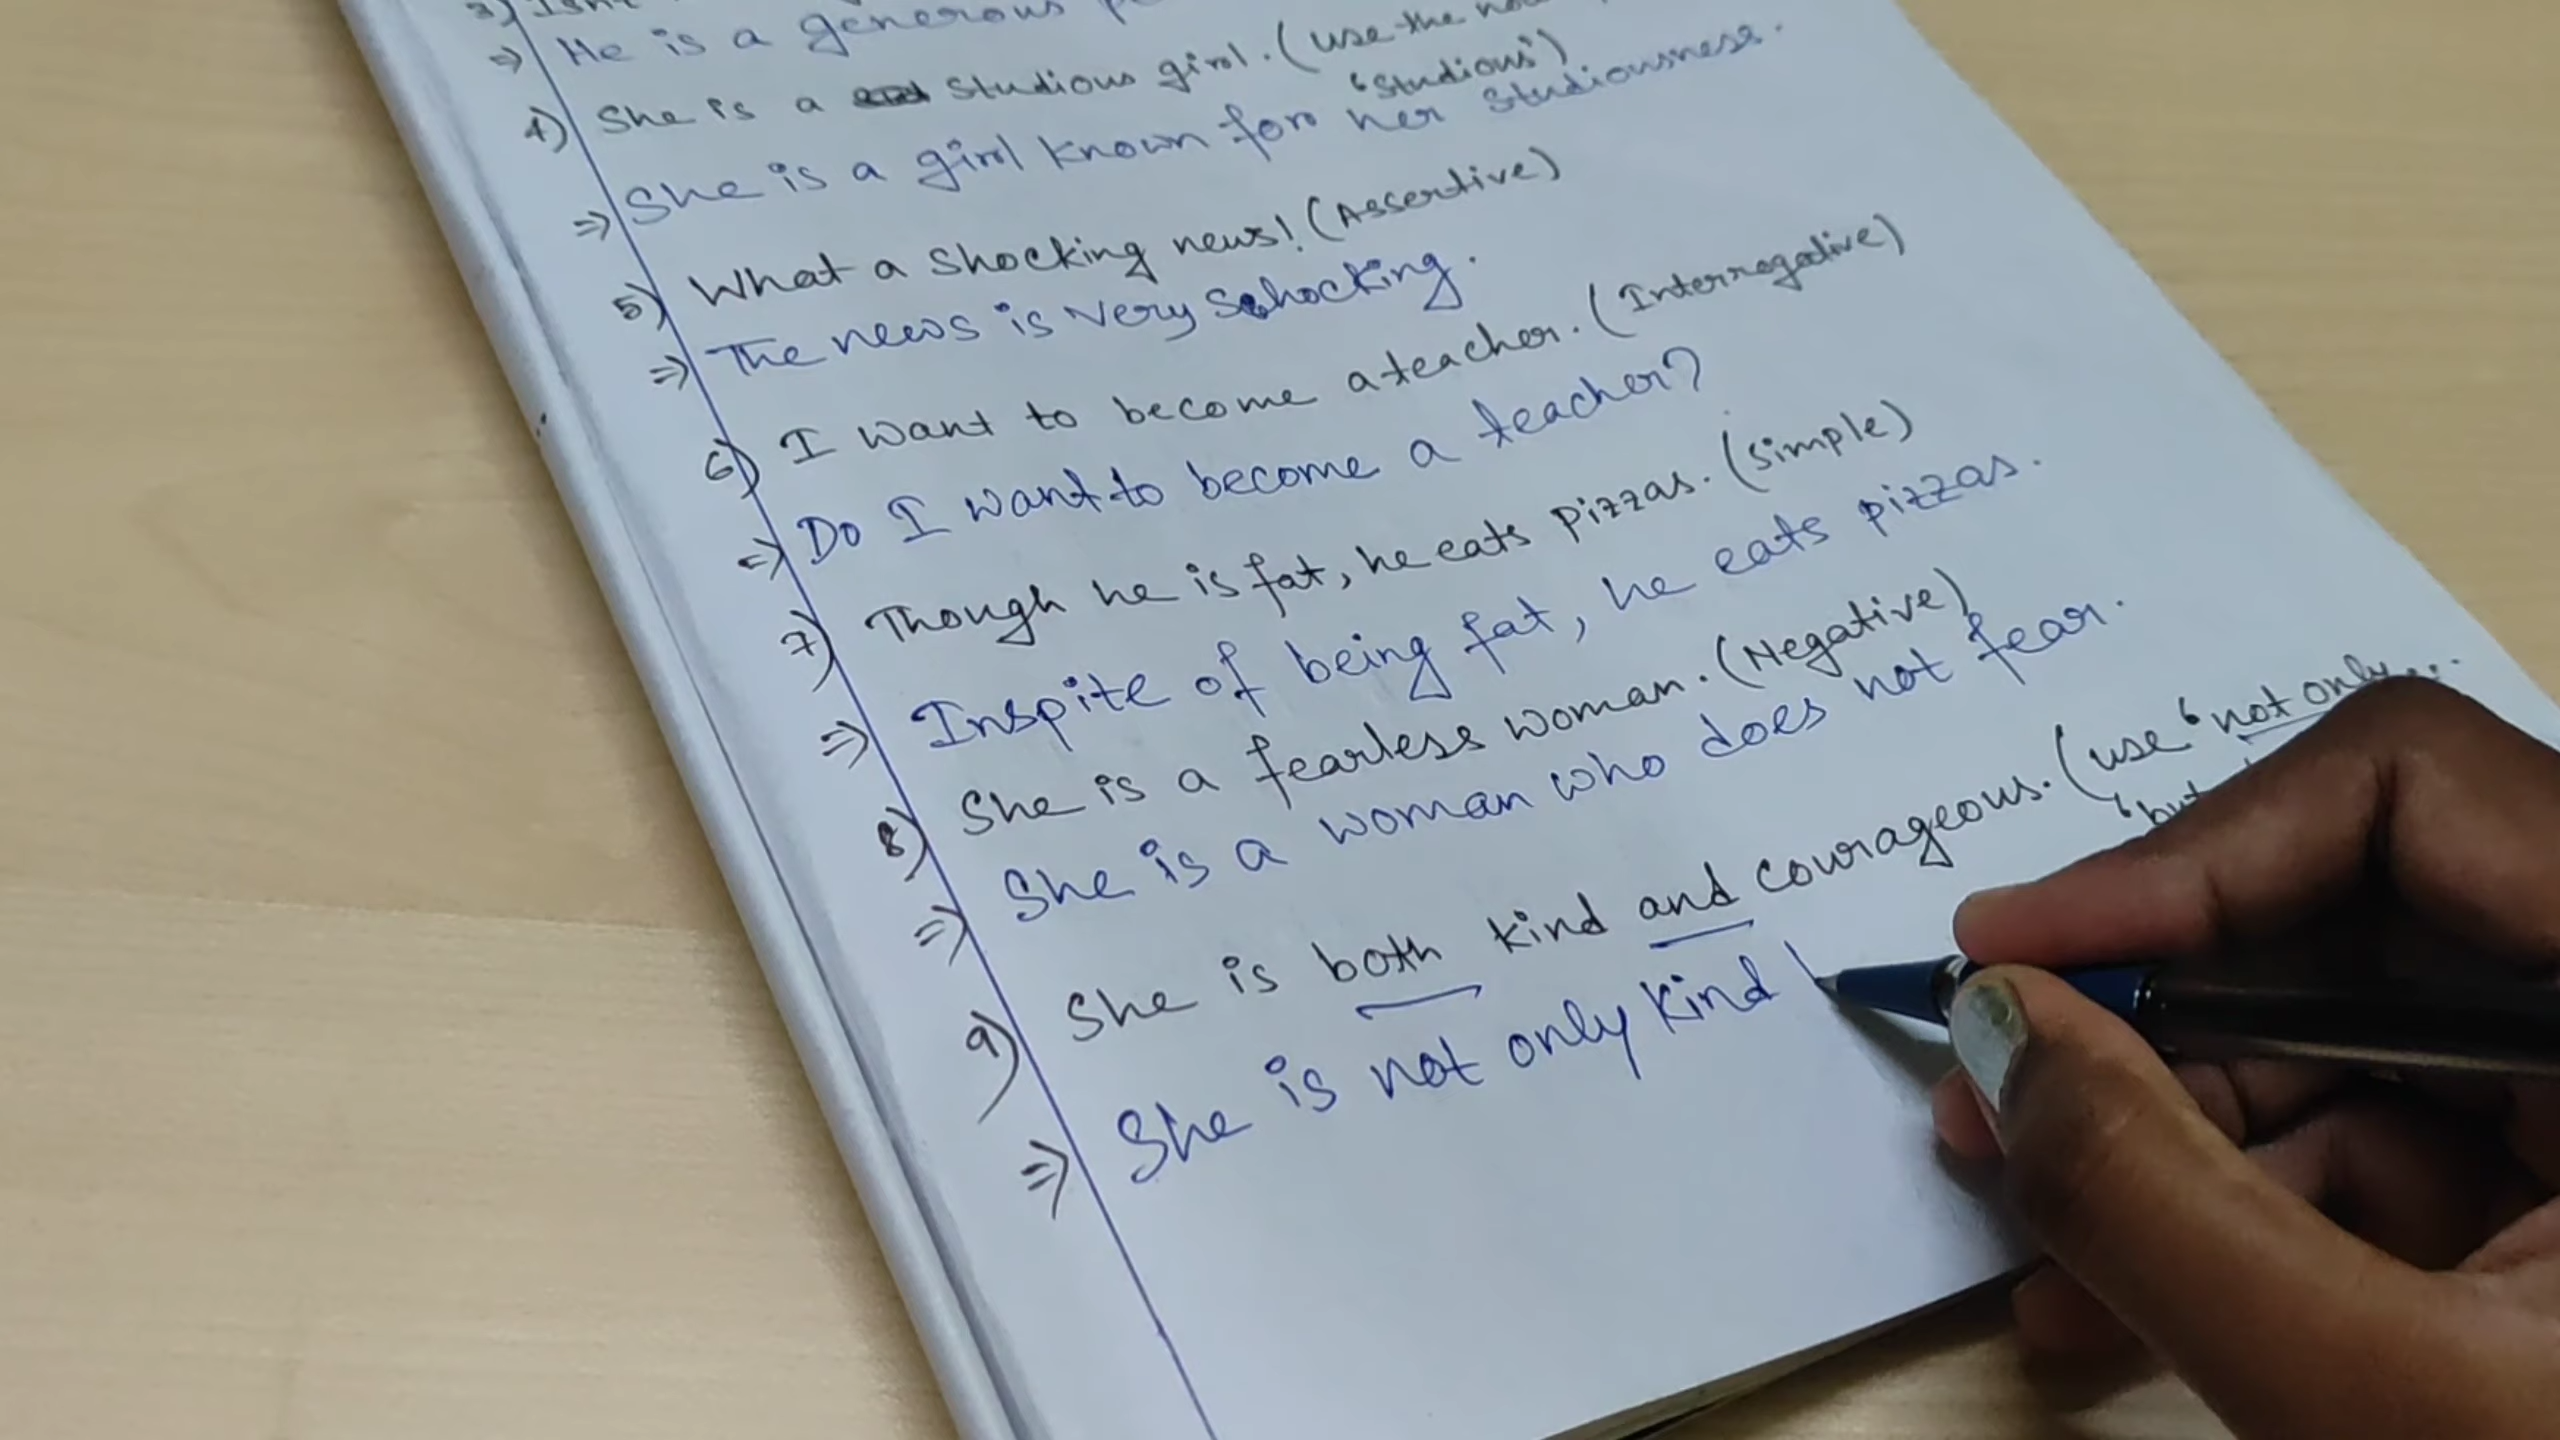 3) Isn't
=> He is a generous
4) She is a studious girl. (use the
'studious')
=> She is a girl known for her studiousness.
5) What a shocking news! (Assertive)
=> The news is very shocking.
6) I want to become a teacher. (Interrogative)
=> Do I want to become a teacher?
7) Though he is fat, he eats pizzas. (Simple)
=> Inspite of being fat, he eats pizzas.
8) She is a fearless woman. (Negative)
=> She is a woman who does not fear.
9) She is both kind and courageous. (use 'not only...
'but
=> She is not only kind